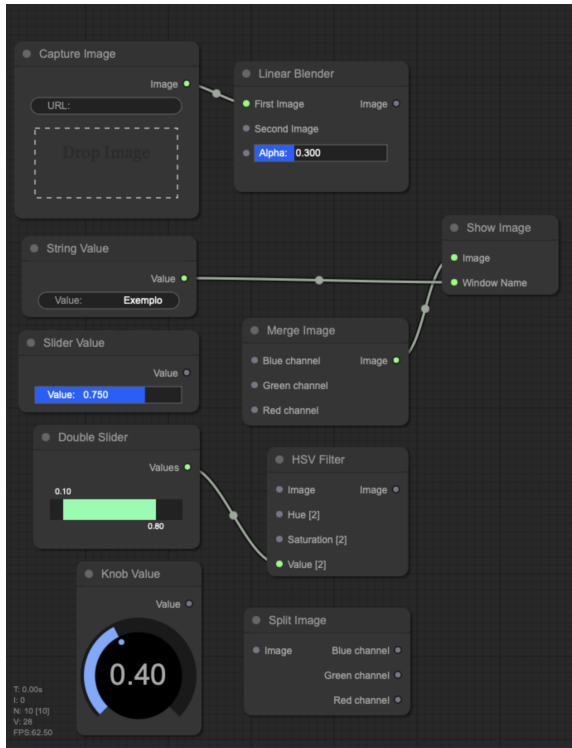 Capture Image
Image
URL:
Drop Image
Linear Blender
First Image Image
Second Image
Alpha: 0.300
Show Image
Image
Window Name
String Value
Value
Value: Exemplo
Merge Image
Blue channel Image
Green channel
Red channel
Slider Value
Value
Value: 0.750
Double Slider
Values
0.10
0.80
HSV Filter
Image Image
Hue [2]
Saturation [2]
Value [2]
Knob Value
Value
0.40
Split Image
Image Blue channel
Green channel
Red channel
T: 0.00s
I: 0
N: 10 [10]
V: 28
FPS:62.50